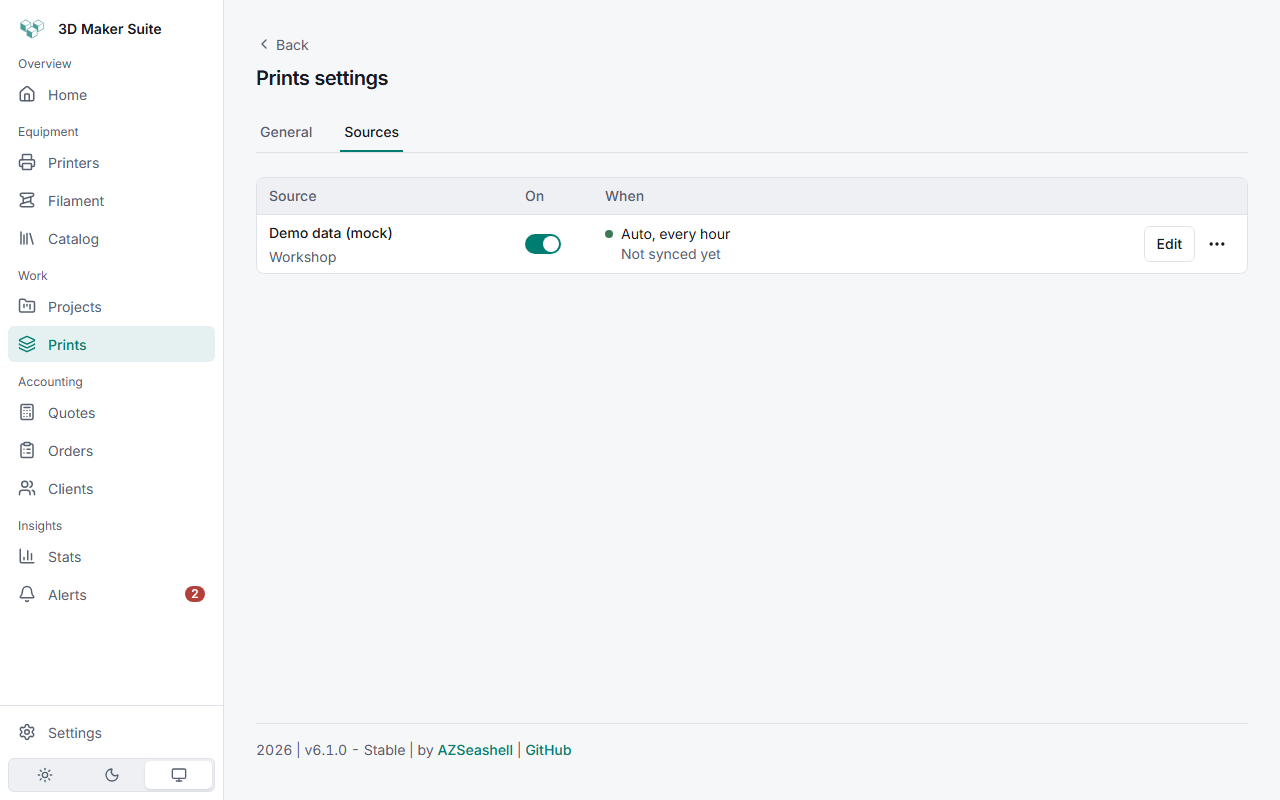 3D Maker Suite
Overview
Home
Equipment
Printers
Filament
Catalog
Work
Projects
Prints
Accounting
Quotes
Orders
Clients
Insights
Stats
Alerts 2
Settings
Back
Prints settings
General Sources
Source On When
Demo data (mock) Auto, every hour Edit
Workshop Not synced yet
2026 | v6.1.0 - Stable | by AZSeashell | GitHub